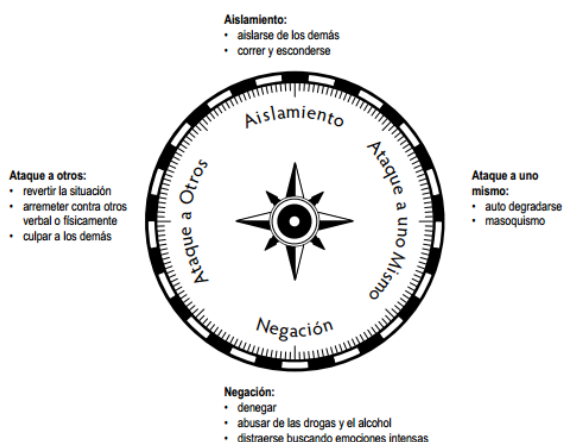 Aislamiento:
• aislarse de los demás
• correr y esconderse
Aislamiento
Ataque a Otros
Ataque a uno Mismo
Negación
Ataque a otros:
• revertir la situación
• arremeter contra otros
verbal o físicamente
• culpar a los demás
Ataque a uno
mismo:
• auto degradarse
• masoquismo
Negación:
• denegar
• abusar de las drogas y el alcohol
• distraerse buscando emociones intensas